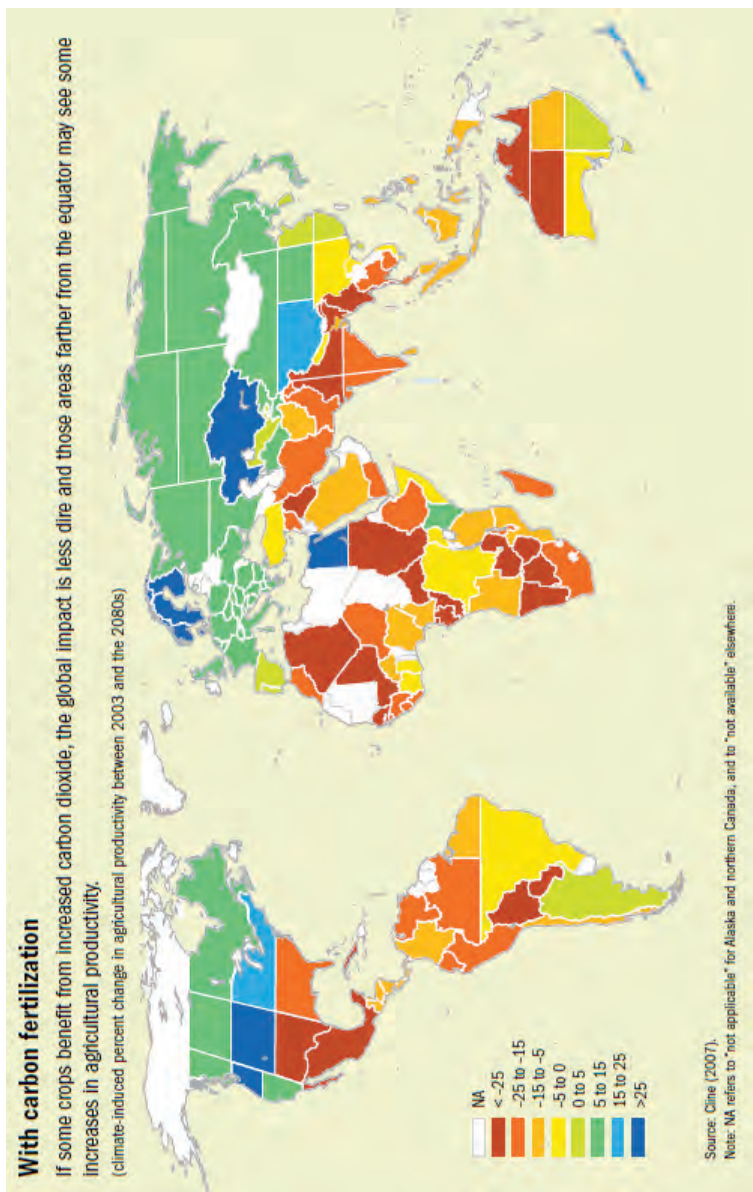 With carbon fertilization
If some crops benefit from increased carbon dioxide, the global impact is less dire and those areas farther from the equator may see some
increases in agricultural productivity.
(climate-induced percent change in agricultural productivity between 2003 and the 2080s)
NA
< -25
-25 to -15
-15 to -5
-5 to 0
0 to 5
5 to 15
15 to 25
>25
Source: Cline (2007).
Note: NA refers to "not applicable" for Alaska and northern Canada, and to "not available" elsewhere.